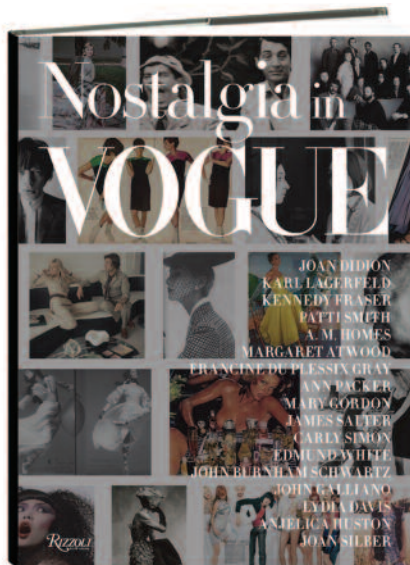 Nostalgia in
VOGUE
JOAN DIDION
KARL LAGERFELD
KENNEDY FRASER
PATTI SMITH
A. M. HOMES
MARGARET ATWOOD
FRANCINE DU PLESSIX GRAY
ANN PACKER
MARY GORDON
JAMES SALTER
CARLY SIMON
EDMUND WHITE
JOHN BURNHAM SCHWARTZ
JOHN GALLIANO
LYDIA DAVIS
ANJELICA HUSTON
JOAN SILBER
RIZZOLI